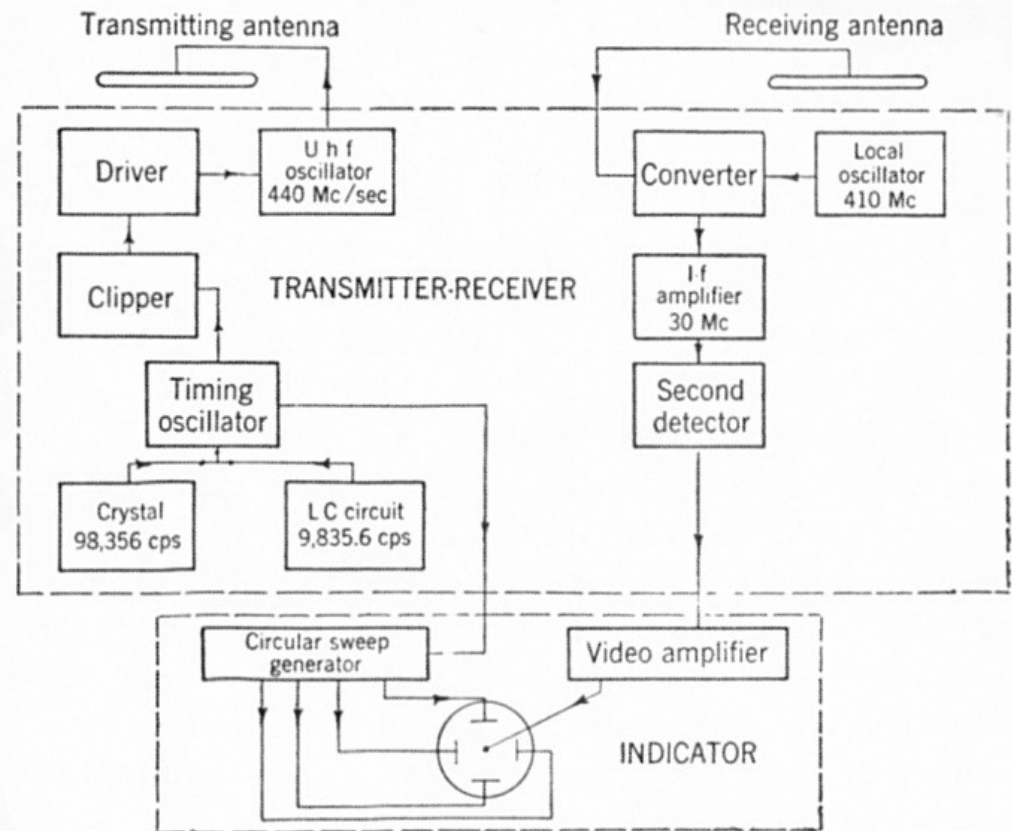 Transmitting antenna
Receiving antenna
Driver
U h f
oscillator
440 Mc/sec
Converter
Local
oscillator
410 Mc
Clipper
TRANSMITTER-RECEIVER
I-f
amplifier
30 Mc
Timing
oscillator
Second
detector
Crystal
98,356 cps
L C circuit
9,835.6 cps
Circular sweep
generator
Video amplifier
INDICATOR